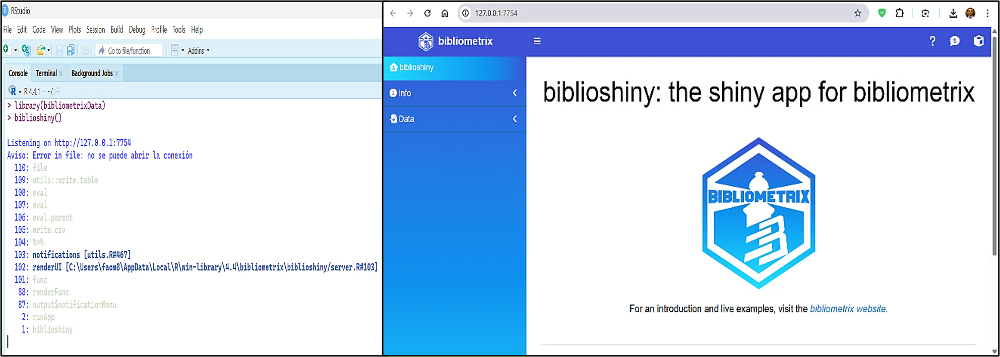 RStudio
File Edit Code View Plots Session Build Debug Profile Tools Help
Go to file/function
Addins
Console Terminal Background Jobs
R 4.4.1 · ~/
> library(bibliometrixData)
> biblioshiny()
Listening on http://127.0.0.1:7754
Aviso: Error in file: no se puede abrir la conexión
110: file
109: utils::write.table
108: eval
107: eval
106: eval.parent
105: write.csv
104: %>%
103: notifications [utils.R#467]
102: renderUI [C:\Users\faom8\AppData\Local\R\win-library\4.4\bibliometrix\biblioshiny/server.R#103]
101: func
88: renderFunc
87: output$notificationMenu
2: runApp
1: biblioshiny
127.0.0.1:7754
bibliometrix
biblioshiny
Info
Data
biblioshiny: the shiny app for bibliometrix
BIBLIOMETRIX
For an introduction and live examples, visit the bibliometrix website.